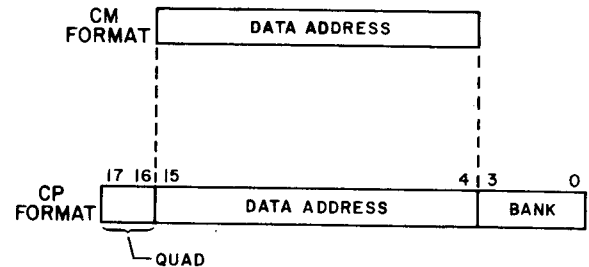 CM
FORMAT
DATA ADDRESS
17 16 15 4 3 0
CP
FORMAT
DATA ADDRESS
BANK
QUAD